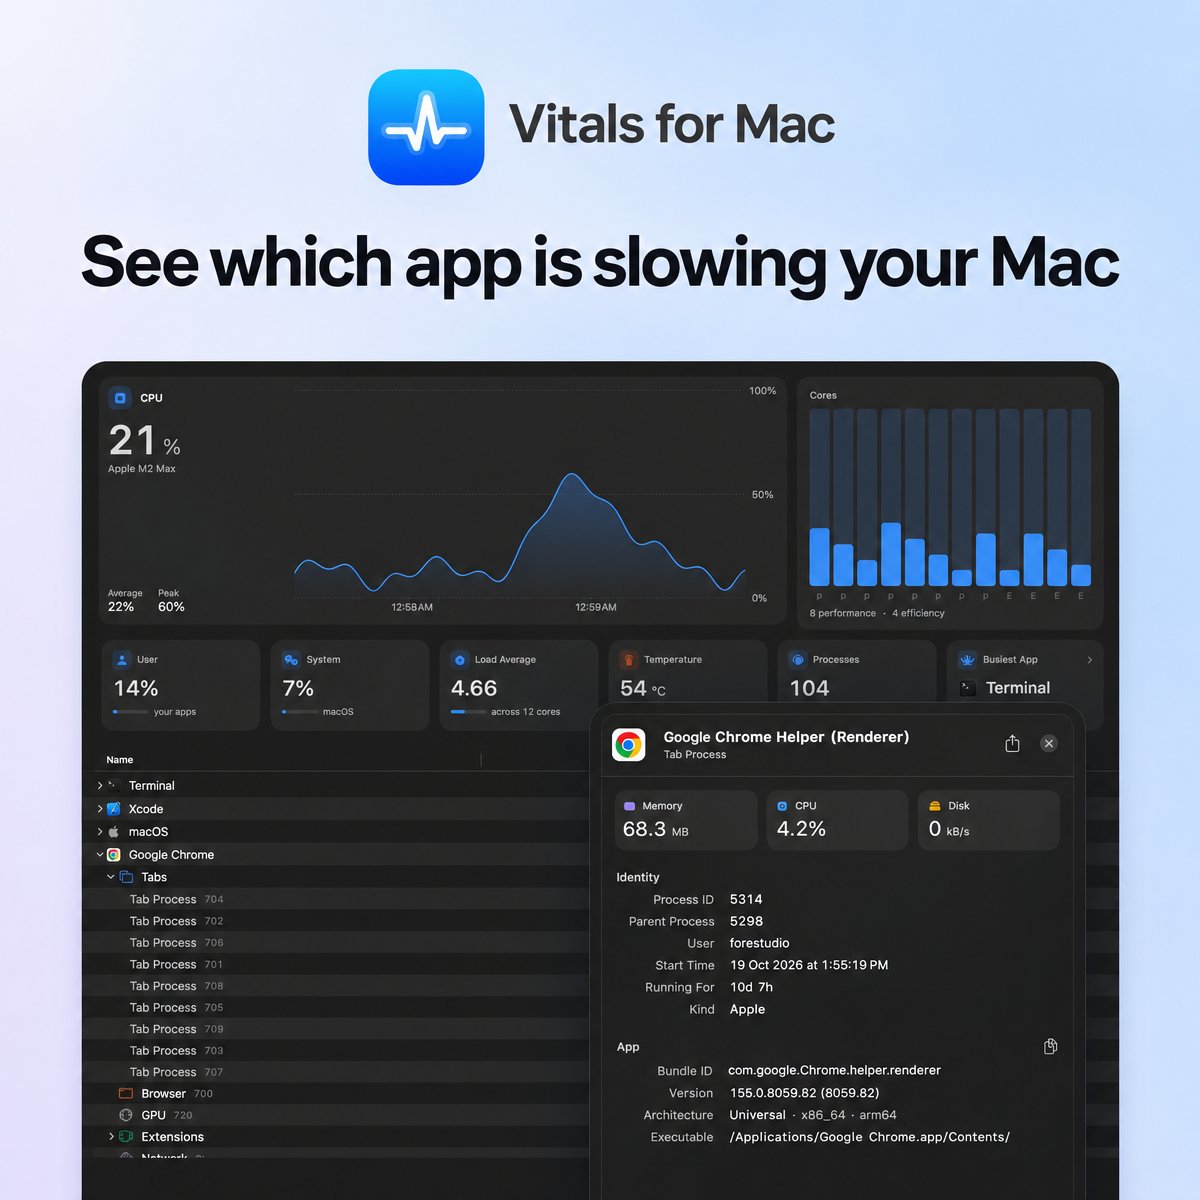 Vitals for Mac
See which app is slowing your Mac
CPU
21 %
Apple M2 Max
Average Peak
22% 60%
100%
50%
0%
12:58AM 12:59AM
Cores
P P P P P P P P E E E E
8 performance · 4 efficiency
User
14%
your apps
System
7%
macOS
Load Average
4.66
across 12 cores
Temperature
54 °C
Processes
104
Busiest App
Terminal
Name
Terminal
Xcode
macOS
Google Chrome
Tabs
Tab Process 704
Tab Process 702
Tab Process 706
Tab Process 701
Tab Process 708
Tab Process 705
Tab Process 709
Tab Process 703
Tab Process 707
Browser 700
GPU 720
Extensions
Network
Google Chrome Helper (Renderer)
Tab Process
Memory
68.3 MB
CPU
4.2%
Disk
0 kB/s
Identity
Process ID 5314
Parent Process 5298
User forestudio
Start Time 19 Oct 2026 at 1:55:19 PM
Running For 10d 7h
Kind Apple
App
Bundle ID com.google.Chrome.helper.renderer
Version 155.0.8059.82 (8059.82)
Architecture Universal · x86_64 · arm64
Executable /Applications/Google Chrome.app/Contents/